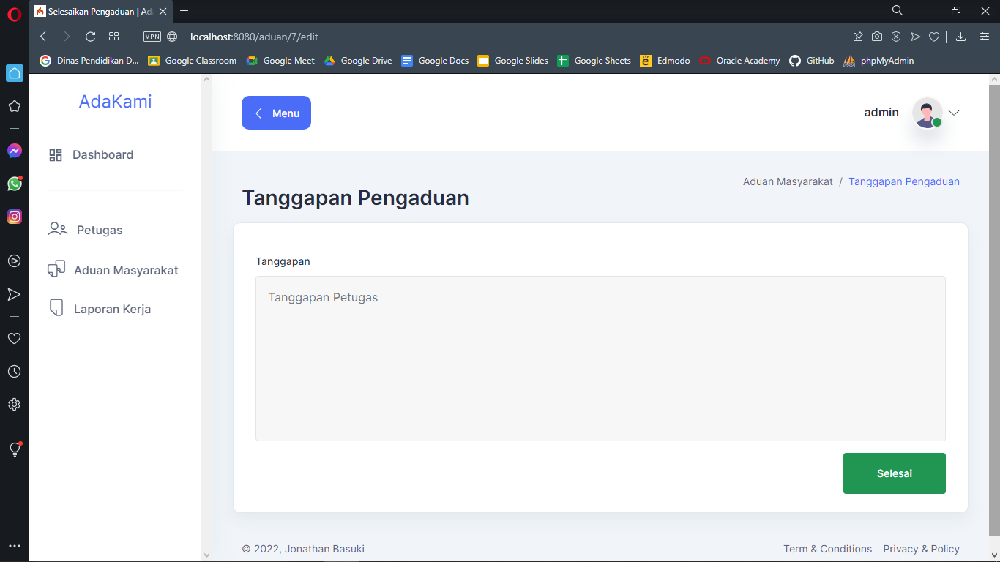 Selesaikan Pengaduan | Ad
VPN
localhost:8080/aduan/7/edit
Dinas Pendidikan D... Google Classroom Google Meet Google Drive Google Docs Google Slides Google Sheets Edmodo Oracle Academy GitHub phpMyAdmin
AdaKami
Menu
admin
Dashboard
Aduan Masyarakat / Tanggapan Pengaduan
Tanggapan Pengaduan
Petugas
Aduan Masyarakat
Laporan Kerja
Tanggapan
Tanggapan Petugas
Selesai
© 2022, Jonathan Basuki
Term & Conditions Privacy & Policy